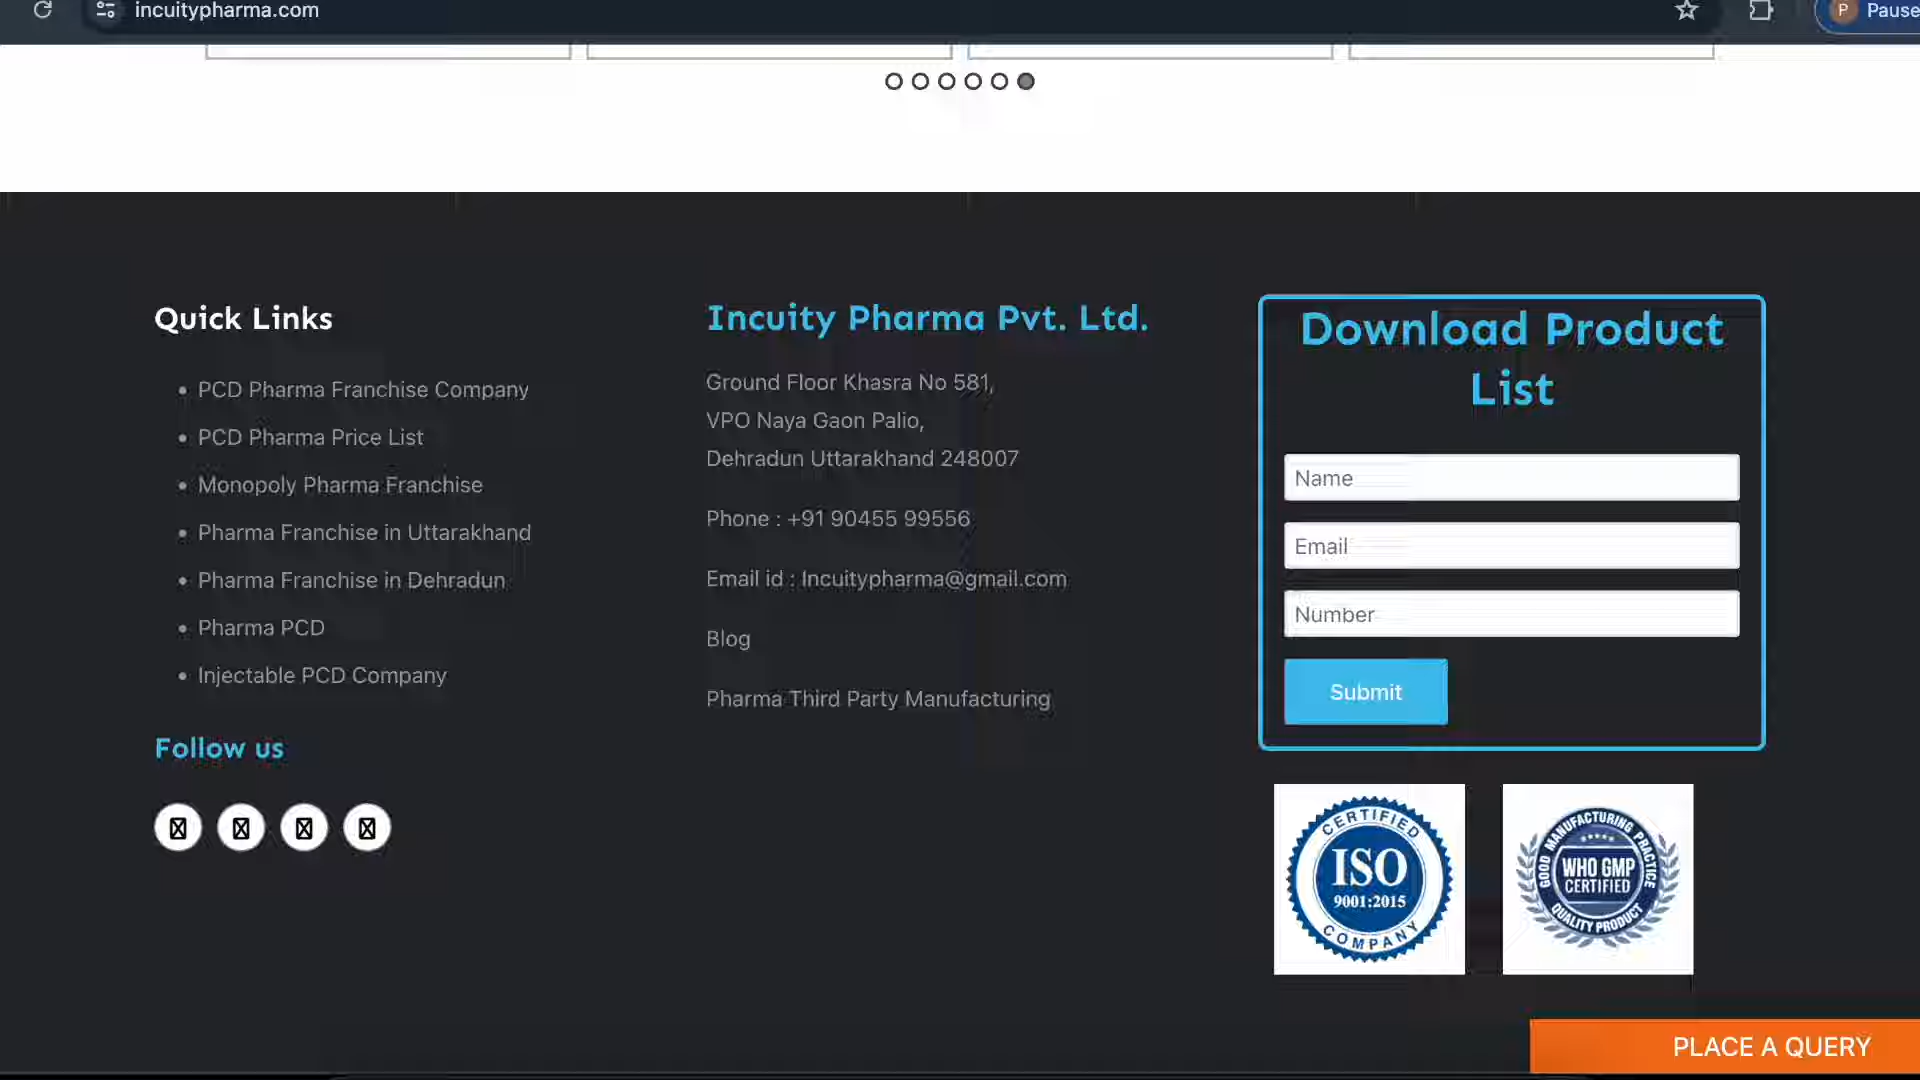 incuitypharma.com
P Pause
Quick Links
PCD Pharma Franchise Company
PCD Pharma Price List
Monopoly Pharma Franchise
Pharma Franchise in Uttarakhand
Pharma Franchise in Dehradun
Pharma PCD
Injectable PCD Company
Follow us
Incuity Pharma Pvt. Ltd.
Ground Floor Khasra No 581,
VPO Naya Gaon Palio,
Dehradun Uttarakhand 248007
Phone : +91 90455 99556
Email id : Incuitypharma@gmail.com
Blog
Pharma Third Party Manufacturing
Download Product
List
Name
Email
Number
Submit
CERTIFIED
ISO
9001:2015
COMPANY
GOOD MANUFACTURING PRACTICE
WHO GMP
CERTIFIED
QUALITY PRODUCT
PLACE A QUERY